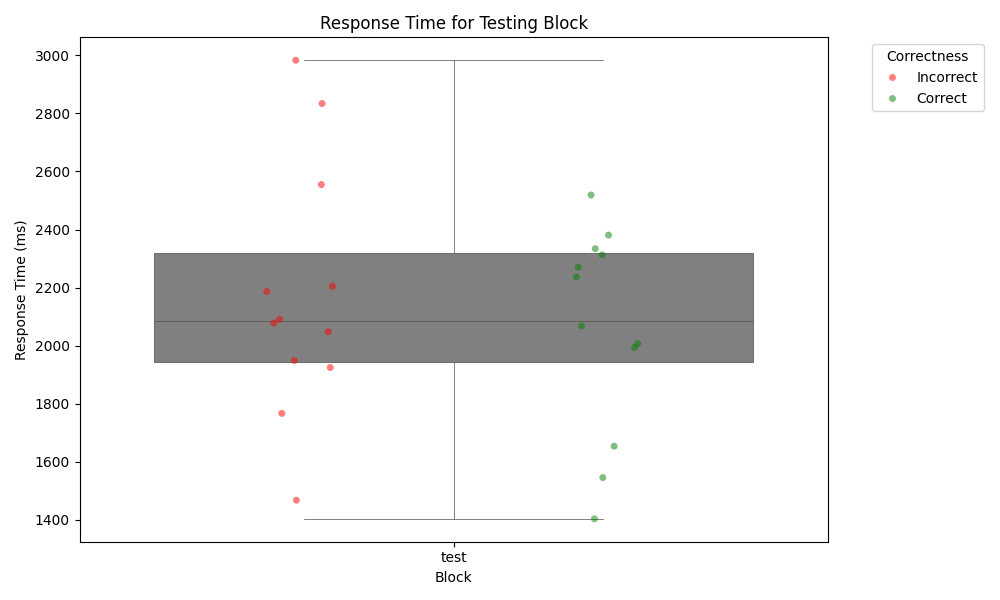 Response Time for Testing Block
Correctness
Incorrect
Correct
Response Time (ms)
3000
2800
2600
2400
2200
2000
1800
1600
1400
test
Block